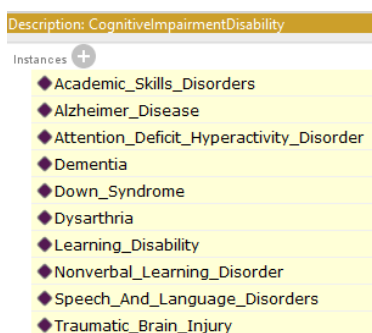 Description: CognitiveImpairmentDisability
Instances
Academic_Skills_Disorders
Alzheimer_Disease
Attention_Deficit_Hyperactivity_Disorder
Dementia
Down_Syndrome
Dysarthria
Learning_Disability
Nonverbal_Learning_Disorder
Speech_And_Language_Disorders
Traumatic_Brain_Injury